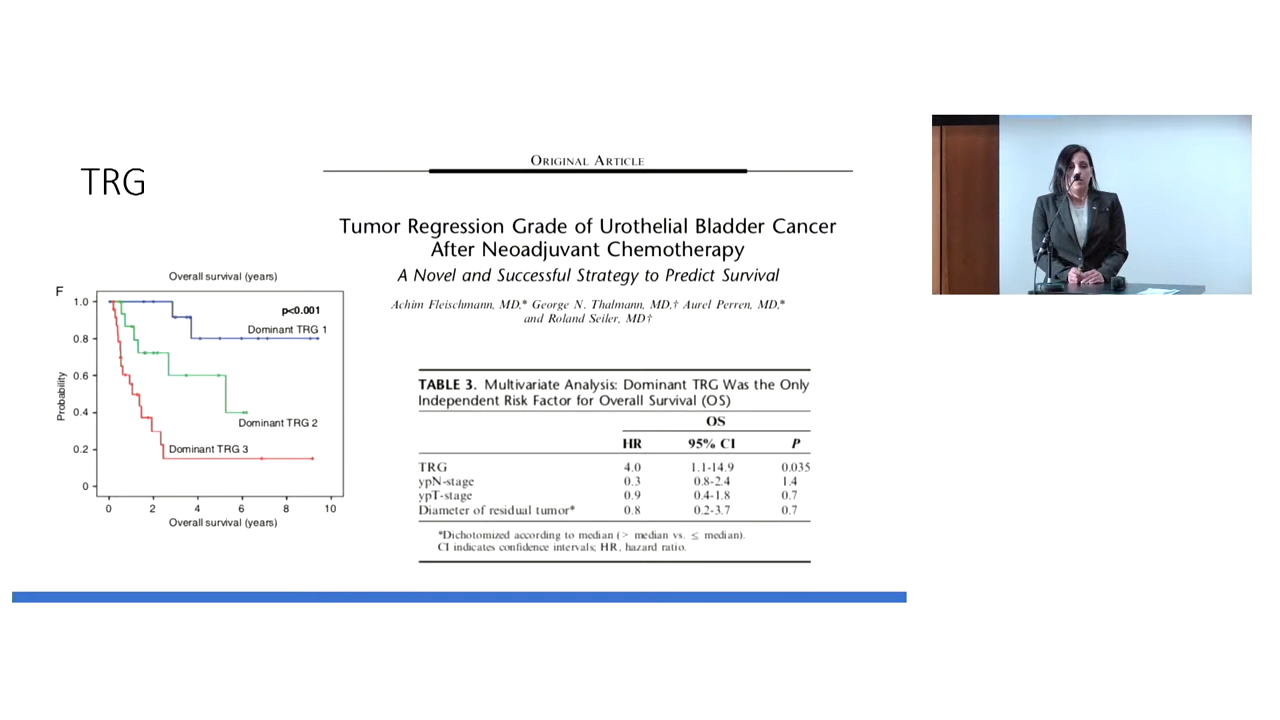 TRG
ORIGINAL ARTICLE
Tumor Regression Grade of Urothelial Bladder Cancer
After Neoadjuvant Chemotherapy
A Novel and Successful Strategy to Predict Survival
Achim Fleischmann, MD,* George N. Thalmann, MD,† Aurel Perren, MD,*
and Roland Seiler, MD†
Overall survival (years)
F
1.0
0.8
0.6
0.4
0.2
0
Probability
p<0.001
Dominant TRG 1
Dominant TRG 2
Dominant TRG 3
0 2 4 6 8 10
Overall survival (years)
TABLE 3. Multivariate Analysis: Dominant TRG Was the Only
Independent Risk Factor for Overall Survival (OS)
OS
HR 95% CI P
TRG 4.0 1.1-14.9 0.035
ypN-stage 0.3 0.8-2.4 1.4
ypT-stage 0.9 0.4-1.8 0.7
Diameter of residual tumor* 0.8 0.2-3.7 0.7
*Dichotomized according to median (> median vs. ≤ median).
CI indicates confidence intervals; HR, hazard ratio.